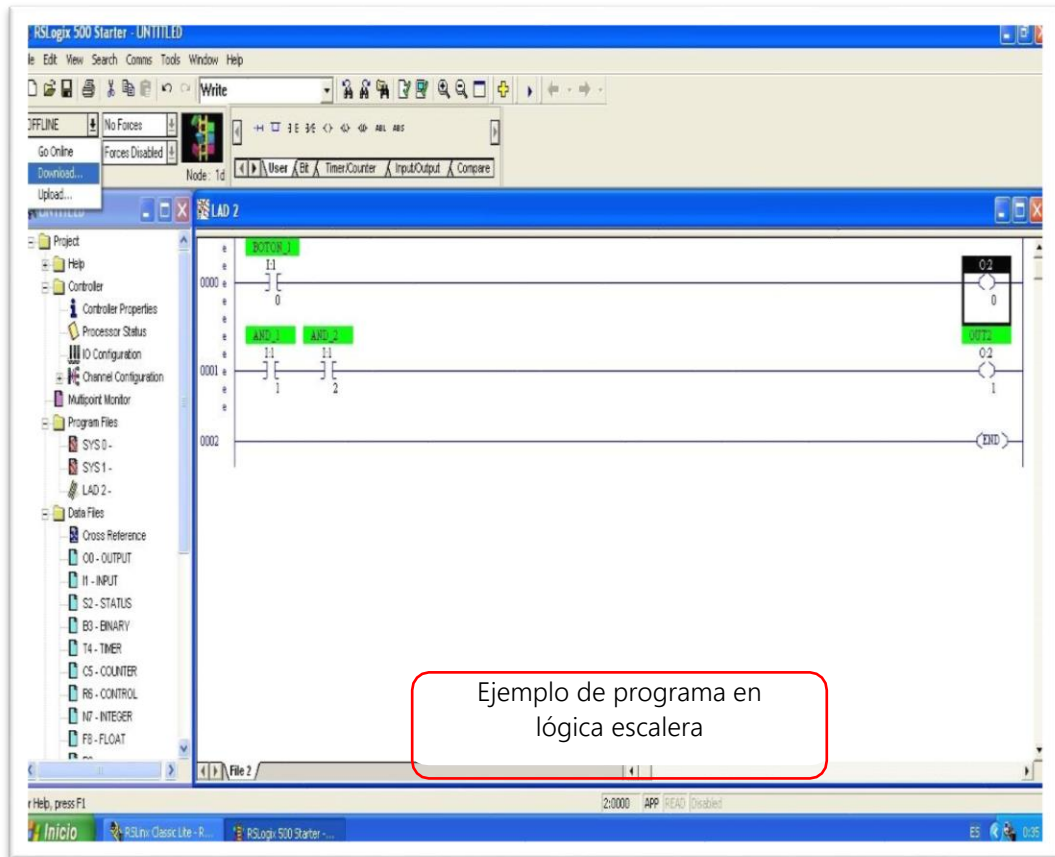 RSLogix 500 Starter - UNTITLED
le Edit View Search Comms Tools Window Help
Write
OFFLINE No Forces
Go Online Forces Disabled
Download...
Upload...
Node: 1d
ABL ABS
User Bit Timer/Counter Input/Output Compare
UNTITLED
LAD 2
Project
Help
Controller
Controller Properties
Processor Status
IO Configuration
Channel Configuration
Multipoint Monitor
Program Files
SYS 0 -
SYS 1 -
LAD 2 -
Data Files
Cross Reference
O0 - OUTPUT
I1 - INPUT
S2 - STATUS
B3 - BINARY
T4 - TIMER
C5 - COUNTER
R6 - CONTROL
N7 - INTEGER
F8 - FLOAT
BOTON_1
I:1 O:2
0000
0 0
e
e
e
e
e
e
e
e
e
e
AND_1 AND_2 OUT2
I:1 I:1 O:2
0001
1 2 1
0002 END
Ejemplo de programa en
lógica escalera
File 2
r Help, press F1 2:0000 APP READ Disabled
Inicio RSLinx Classic Lite - R... RSLogix 500 Starter -... ES 0:35